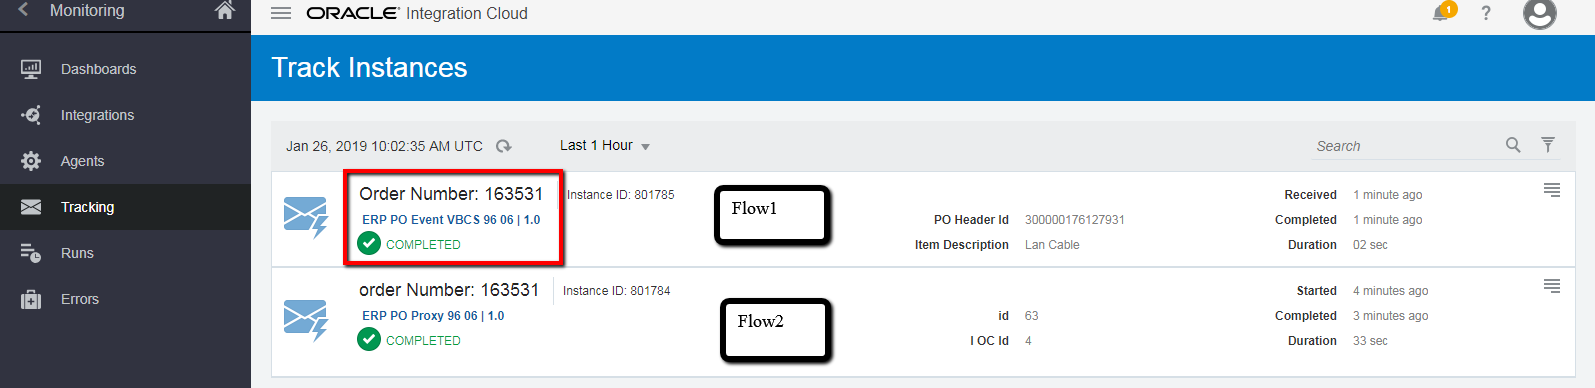 Monitoring
ORACLE Integration Cloud
1
?
Dashboards
Integrations
Agents
Tracking
Runs
Errors
Track Instances
Jan 26, 2019 10:02:35 AM UTC
Last 1 Hour
Search
Order Number: 163531
Instance ID: 801785
ERP PO Event VBCS 96 06 | 1.0
COMPLETED
Flow1
PO Header Id 300000176127931
Item Description Lan Cable
Received 1 minute ago
Completed 1 minute ago
Duration 02 sec
order Number: 163531
Instance ID: 801784
ERP PO Proxy 96 06 | 1.0
COMPLETED
Flow2
id 63
I OC Id 4
Started 4 minutes ago
Completed 3 minutes ago
Duration 33 sec